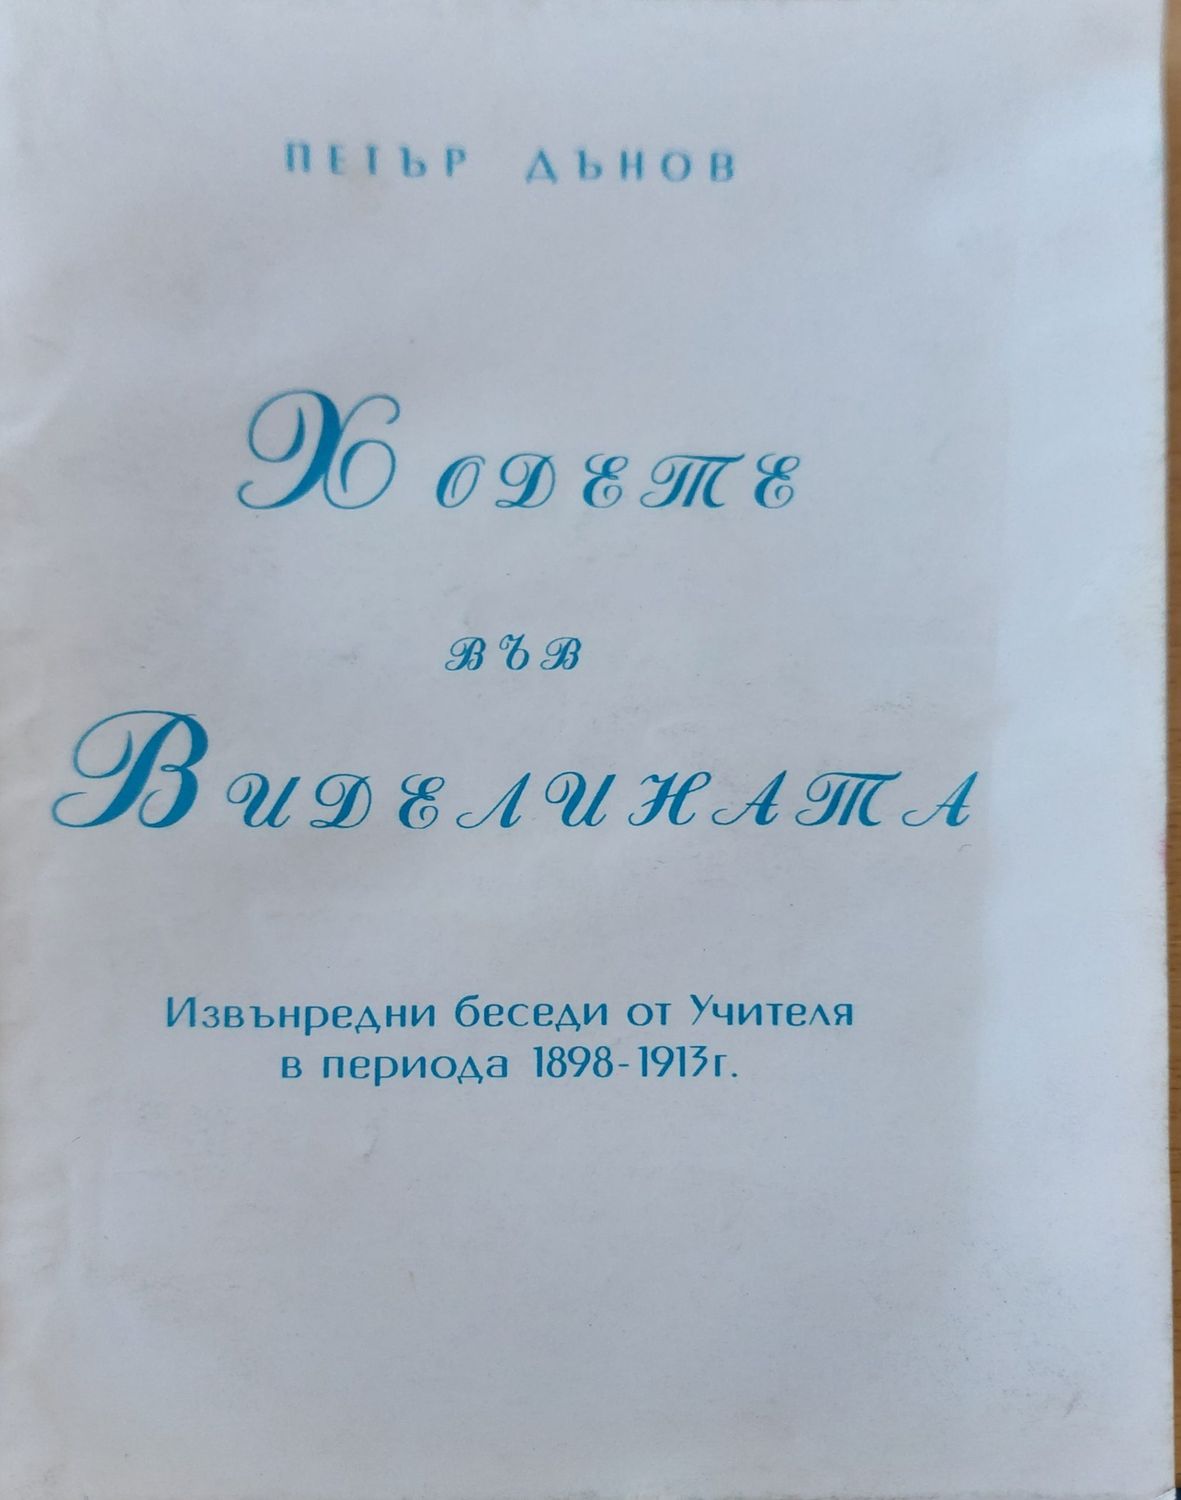 ПЕТЪР ДЪНОВ
ХОДЕТЕ
ВЪВ
ВИДЕЛИНАТА
Извънредни беседи от Учителя
в периода 1898-1913г.